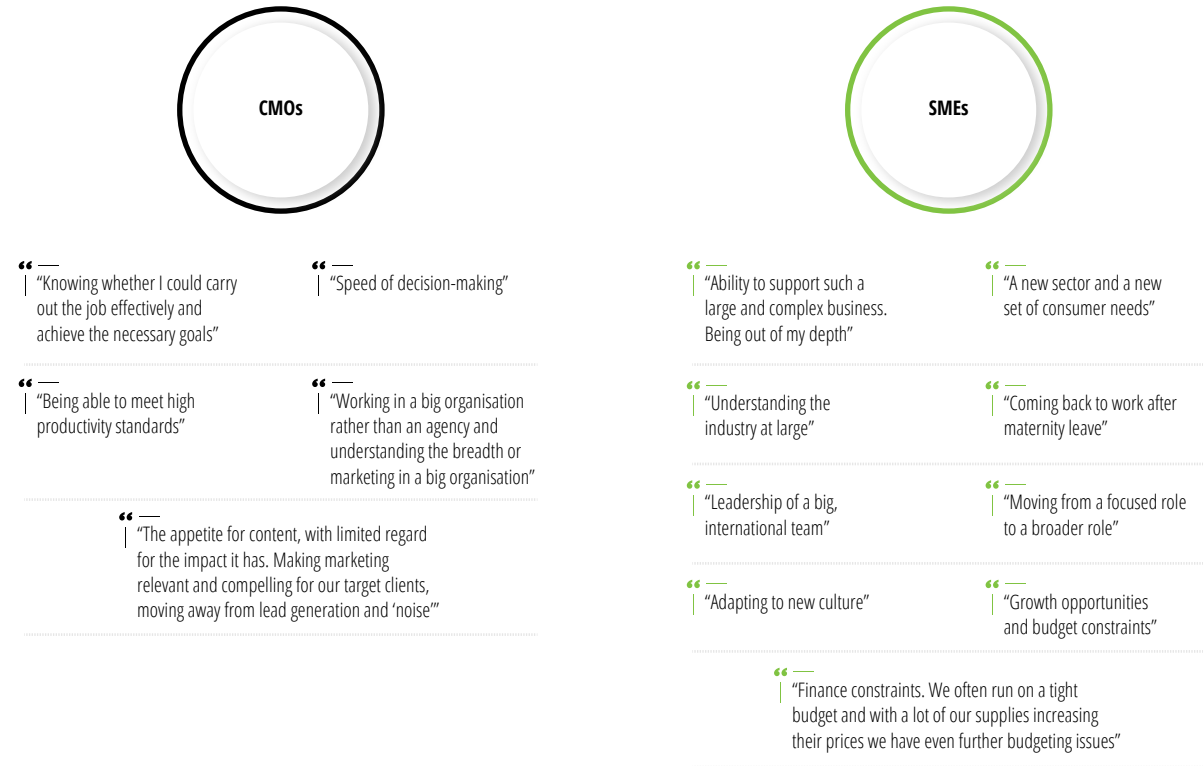 CMOs
“Knowing whether I could carry
out the job effectively and
achieve the necessary goals”
“Speed of decision-making”
“Being able to meet high
productivity standards”
“Working in a big organisation
rather than an agency and
understanding the breadth or
marketing in a big organisation”
“The appetite for content, with limited regard
for the impact it has. Making marketing
relevant and compelling for our target clients,
moving away from lead generation and ‘noise’”
SMEs
“Ability to support such a
large and complex business.
Being out of my depth”
“A new sector and a new
set of consumer needs”
“Understanding the
industry at large”
“Coming back to work after
maternity leave”
“Leadership of a big,
international team”
“Moving from a focused role
to a broader role”
“Adapting to new culture”
“Growth opportunities
and budget constraints”
“Finance constraints. We often run on a tight
budget and with a lot of our supplies increasing
their prices we have even further budgeting issues”